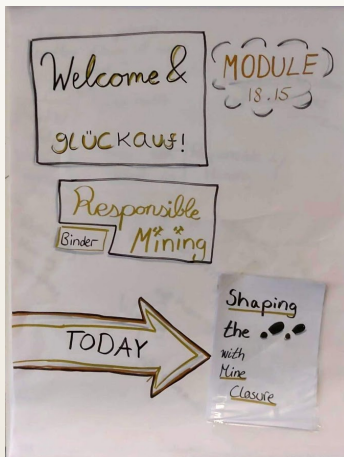 Welcome &
glückauf!
MODULE
18.15
Responsible
Binder
Mining
TODAY
Shaping
the
with
Mine
Closure